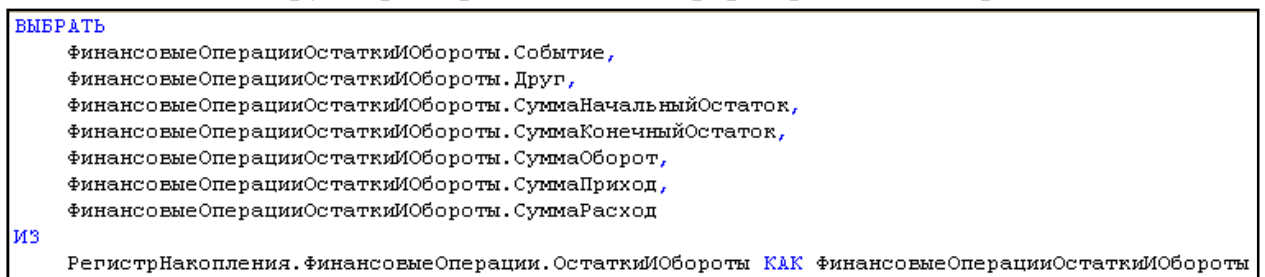 ВЫБРАТЬ
ФинансовыеОперацииОстаткиИОбороты.Событие,
ФинансовыеОперацииОстаткиИОбороты.Друг,
ФинансовыеОперацииОстаткиИОбороты.СуммаНачальныйОстаток,
ФинансовыеОперацииОстаткиИОбороты.СуммаКонечныйОстаток,
ФинансовыеОперацииОстаткиИОбороты.СуммаОборот,
ФинансовыеОперацииОстаткиИОбороты.СуммаПриход,
ФинансовыеОперацииОстаткиИОбороты.СуммаРасход
ИЗ
РегистрНакопления.ФинансовыеОперации.ОстаткиИОбороты КАК ФинансовыеОперацииОстаткиИОбороты